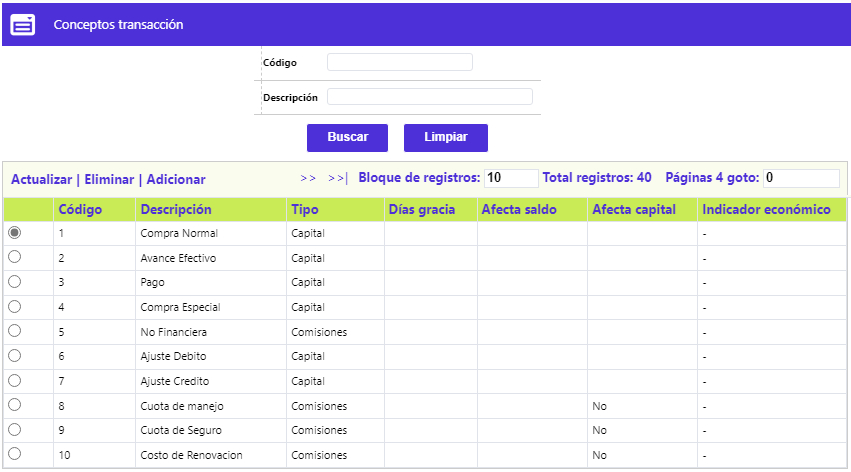 Conceptos transacción
Código
Descripción
Buscar Limpiar
Actualizar | Eliminar | Adicionar >> >>| Bloque de registros: 10 Total registros: 40 Páginas 4 goto: 0
Código Descripción Tipo Días gracia Afecta saldo Afecta capital Indicador económico
1 Compra Normal Capital -
2 Avance Efectivo Capital -
3 Pago Capital -
4 Compra Especial Capital -
5 No Financiera Comisiones -
6 Ajuste Debito Capital -
7 Ajuste Credito Capital -
8 Cuota de manejo Comisiones No -
9 Cuota de Seguro Comisiones No -
10 Costo de Renovacion Comisiones No -